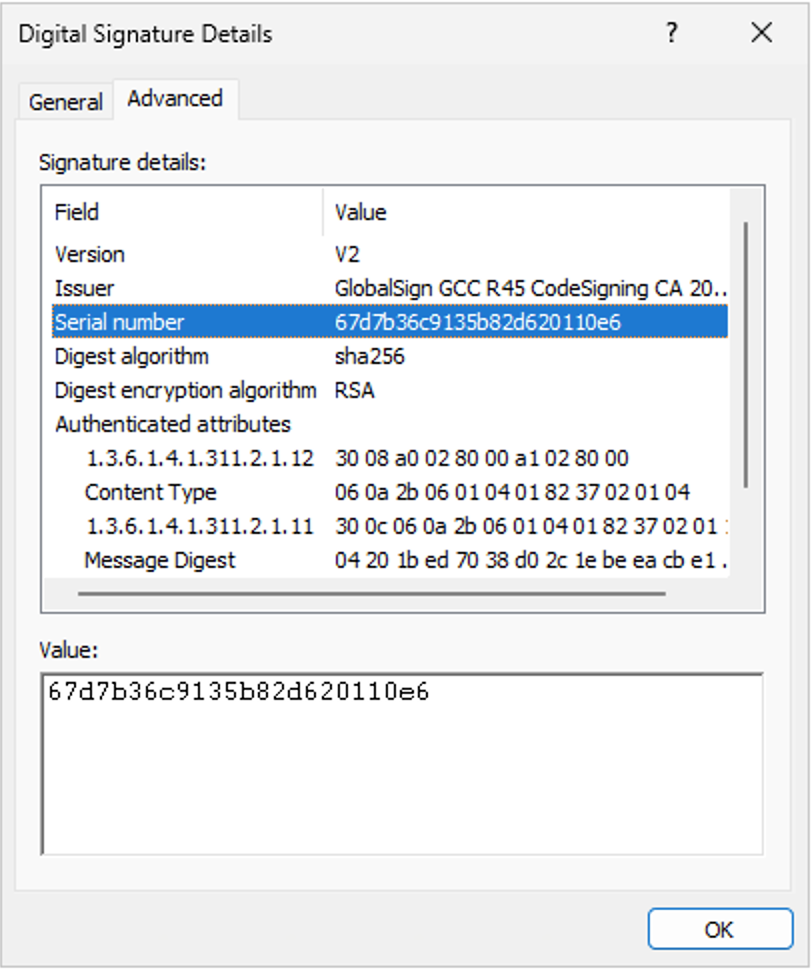 Digital Signature Details ?
General Advanced
Signature details:
Field Value
Version V2
Issuer GlobalSign GCC R45 CodeSigning CA 20..
Serial number 67d7b36c9135b82d620110e6
Digest algorithm sha256
Digest encryption algorithm RSA
Authenticated attributes
1.3.6.1.4.1.311.2.1.12 30 08 a0 02 80 00 a1 02 80 00
Content Type 06 0a 2b 06 01 04 01 82 37 02 01 04
1.3.6.1.4.1.311.2.1.11 30 0c 06 0a 2b 06 01 04 01 82 37 02 01
Message Digest 04 20 1b ed 70 38 d0 2c 1e be ea cb e1 .
Value:
67d7b36c9135b82d620110e6
OK